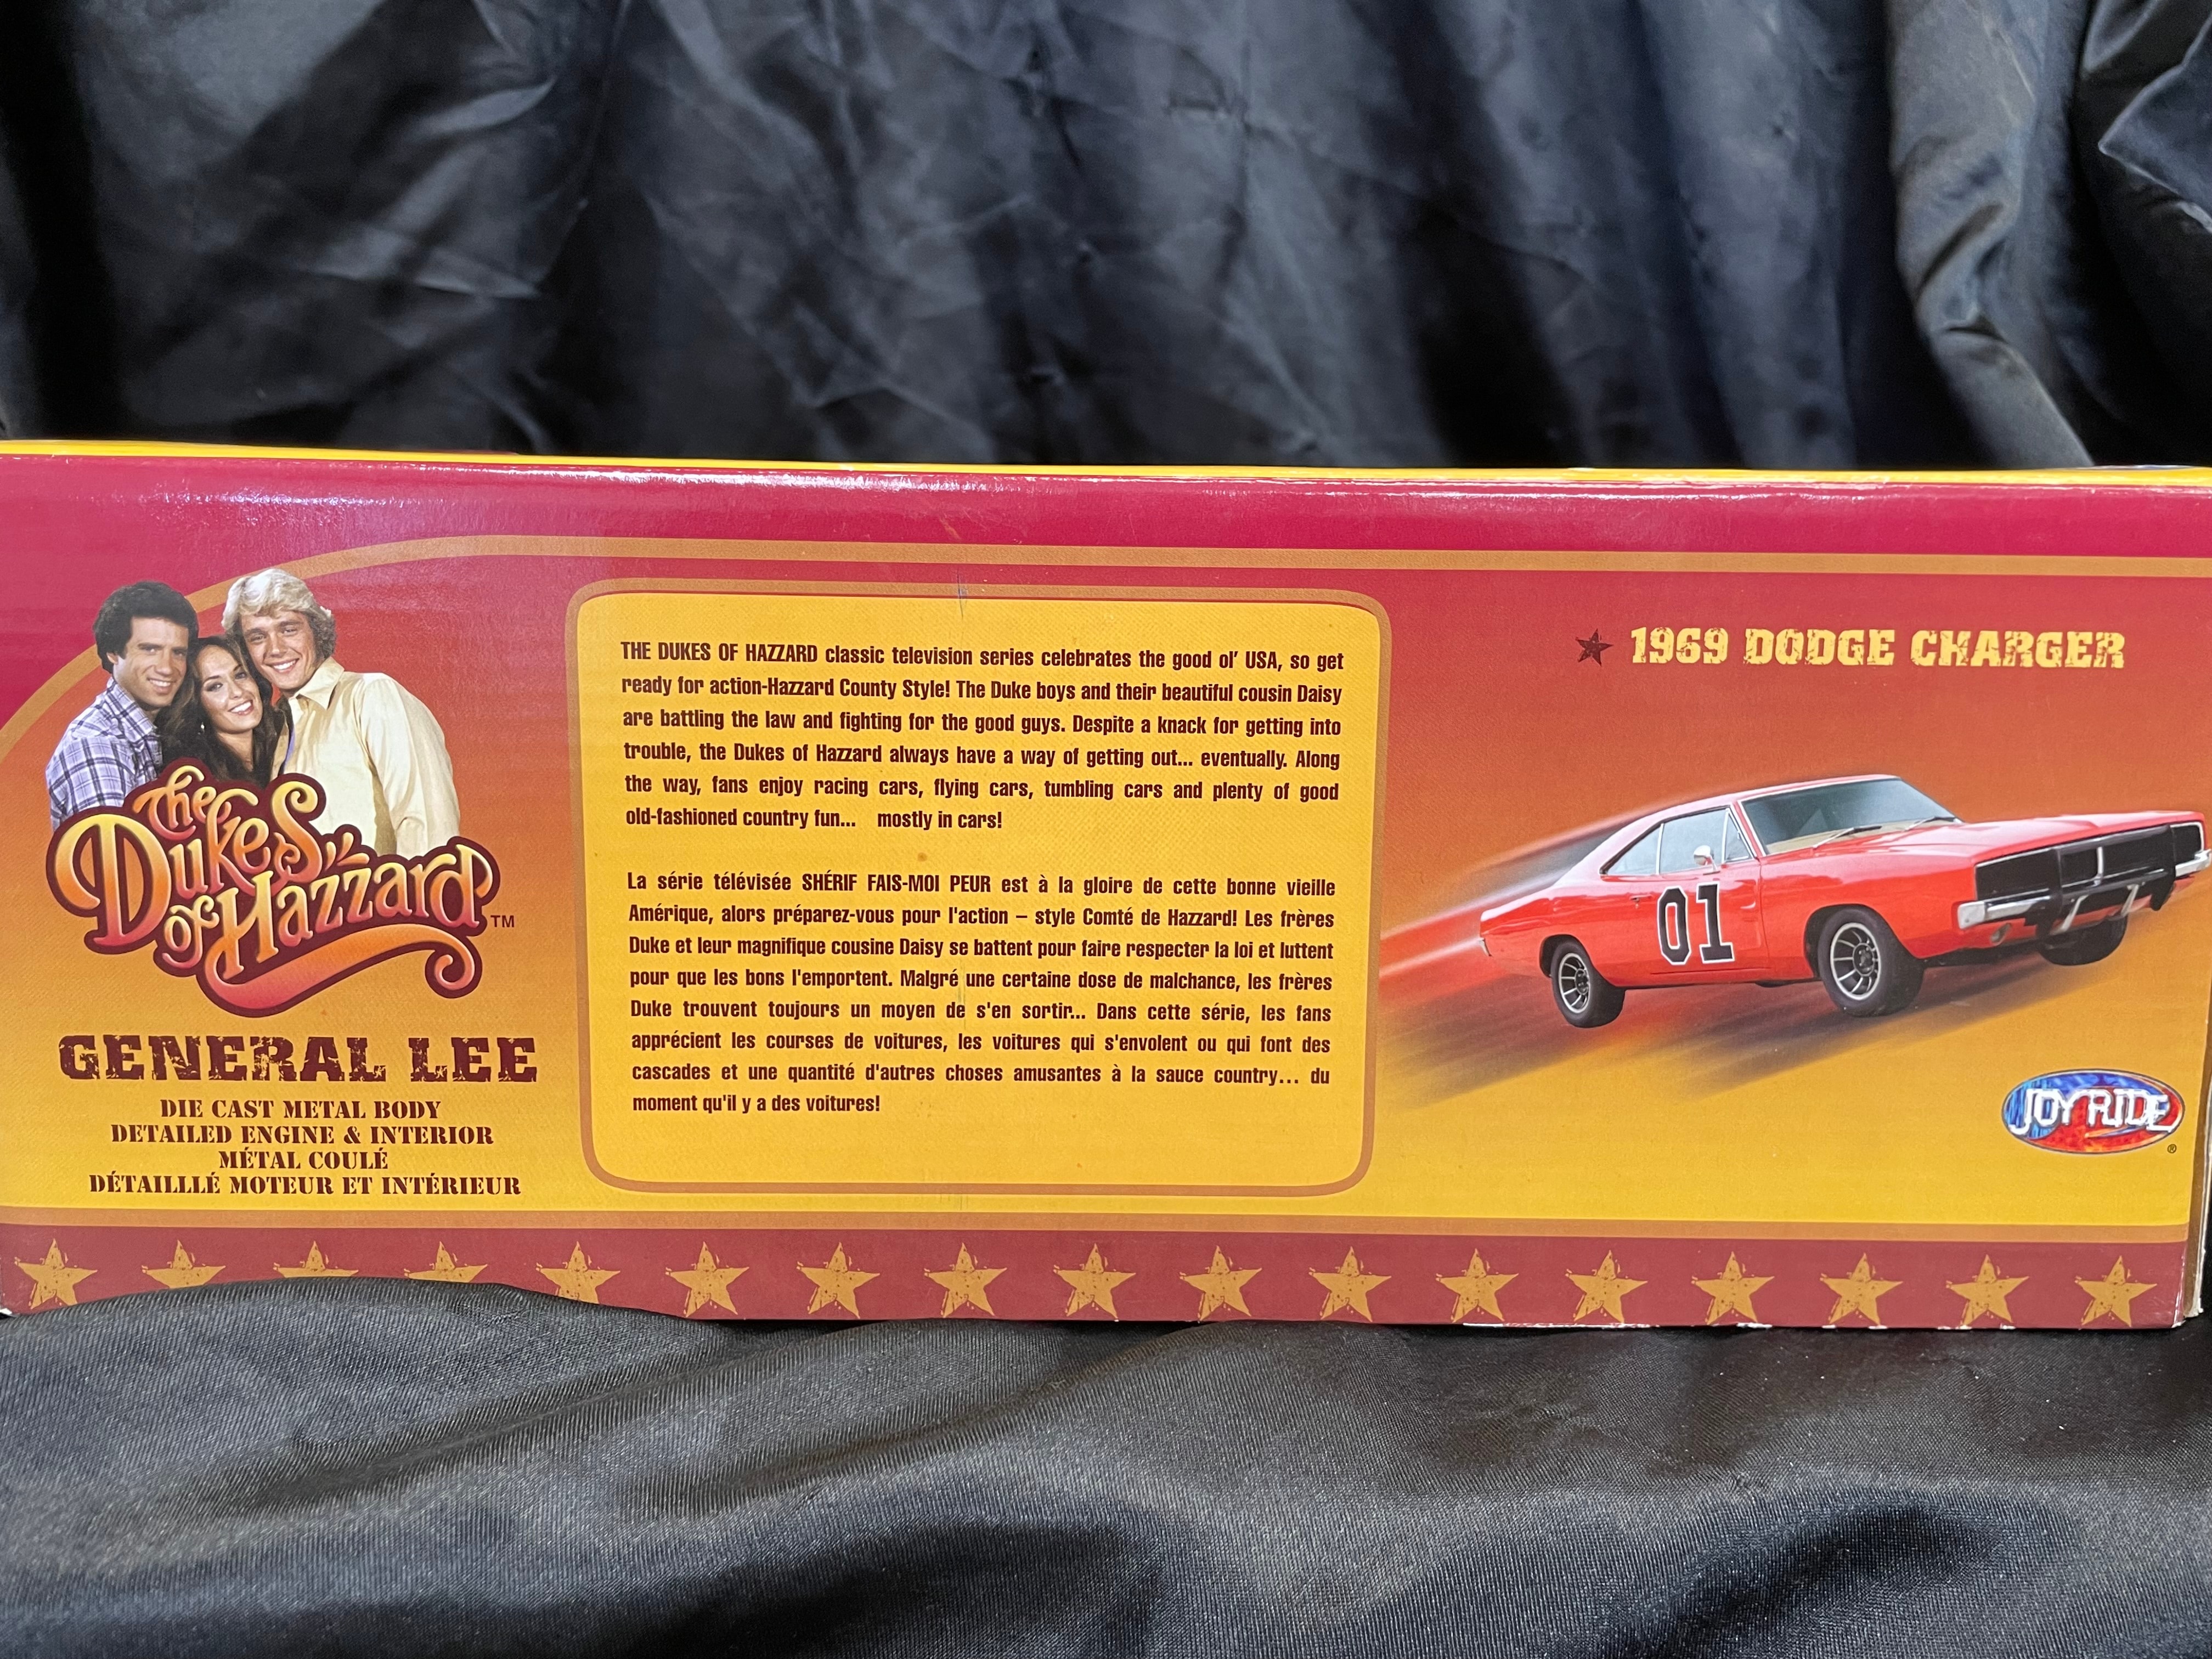 The
Dukes
of Hazzard™
GENERAL LEE
DIE CAST METAL BODY
DETAILED ENGINE & INTERIOR
MÉTAL COULÉ
DÉTAILLLÉ MOTEUR ET INTÉRIEUR
THE DUKES OF HAZZARD classic television series celebrates the good ol' USA, so get
ready for action-Hazzard County Style! The Duke boys and their beautiful cousin Daisy
are battling the law and fighting for the good guys. Despite a knack for getting into
trouble, the Dukes of Hazzard always have a way of getting out... eventually. Along
the way, fans enjoy racing cars, flying cars, tumbling cars and plenty of good
old-fashioned country fun... mostly in cars!
La série télévisée SHÉRIF FAIS-MOI PEUR est à la gloire de cette bonne vieille
Amérique, alors préparez-vous pour l'action – style Comté de Hazzard! Les frères
Duke et leur magnifique cousine Daisy se battent pour faire respecter la loi et luttent
pour que les bons l'emportent. Malgré une certaine dose de malchance, les frères
Duke trouvent toujours un moyen de s'en sortir... Dans cette série, les fans
apprécient les courses de voitures, les voitures qui s'envolent ou qui font des
cascades et une quantité d'autres choses amusantes à la sauce country... du
moment qu'il y a des voitures!
1969 DODGE CHARGER
01
JOY RIDE®